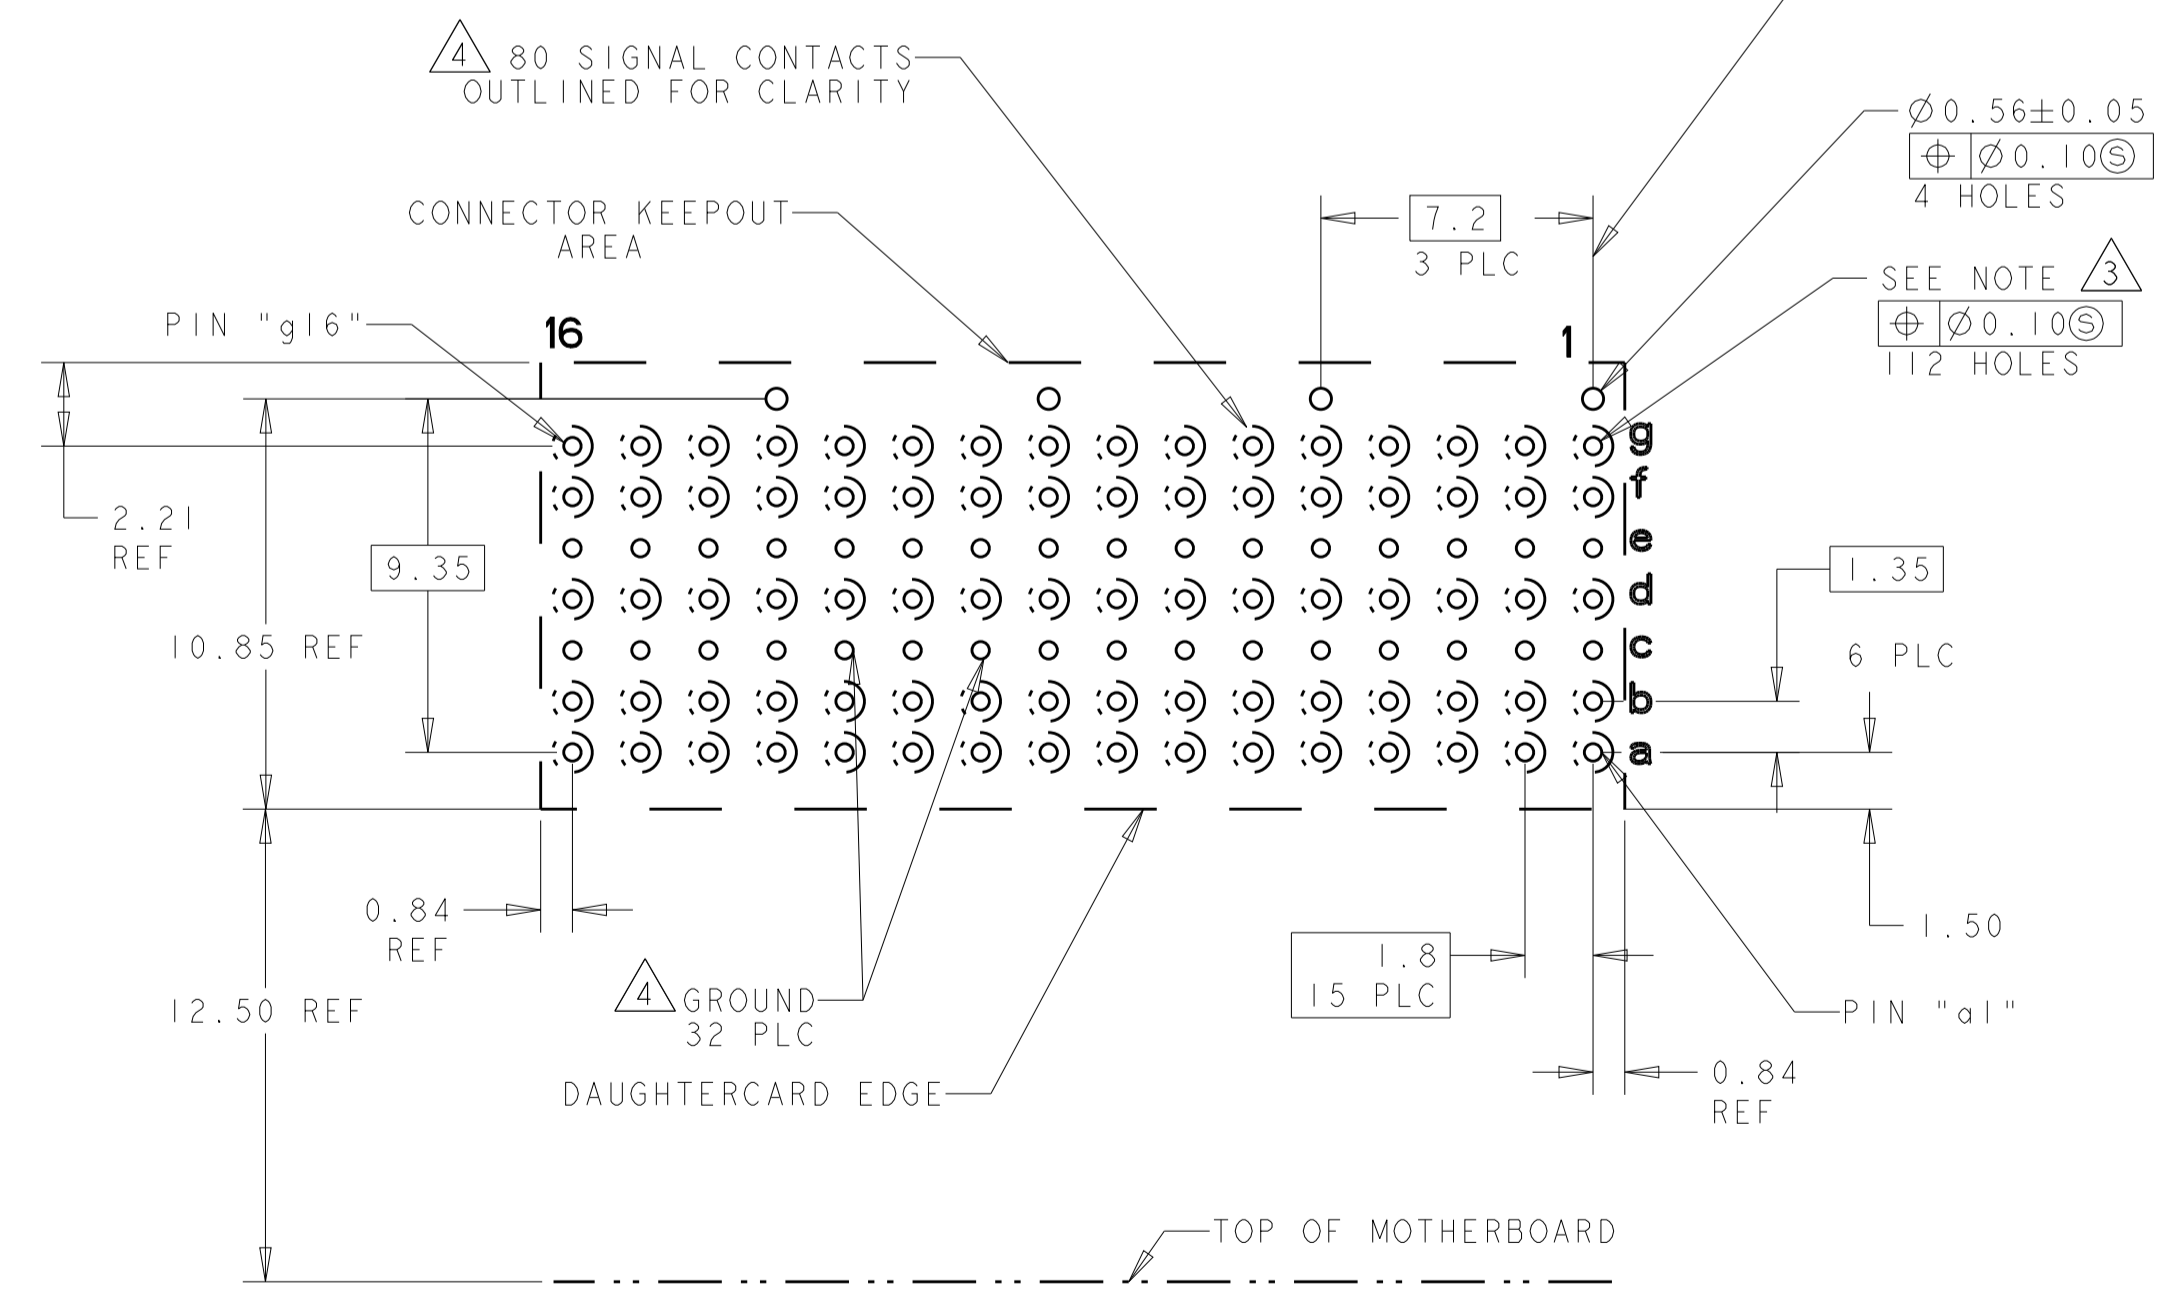 4 80 SIGNAL CONTACTS
OUTLINED FOR CLARITY
Ø0.56±0.05
⌖ Ø0.10Ⓢ
4 HOLES
CONNECTOR KEEPOUT
AREA
7.2
3 PLC
SEE NOTE 3
⌖ Ø0.10Ⓢ
112 HOLES
PIN "g16"
16
1
g
f
e
d
c
b
a
2.21
REF
9.35
10.85 REF
1.35
6 PLC
0.84
REF
1.50
1.8
15 PLC
4 GROUND
32 PLC
12.50 REF
PIN "a1"
DAUGHTERCARD EDGE
0.84
REF
TOP OF MOTHERBOARD